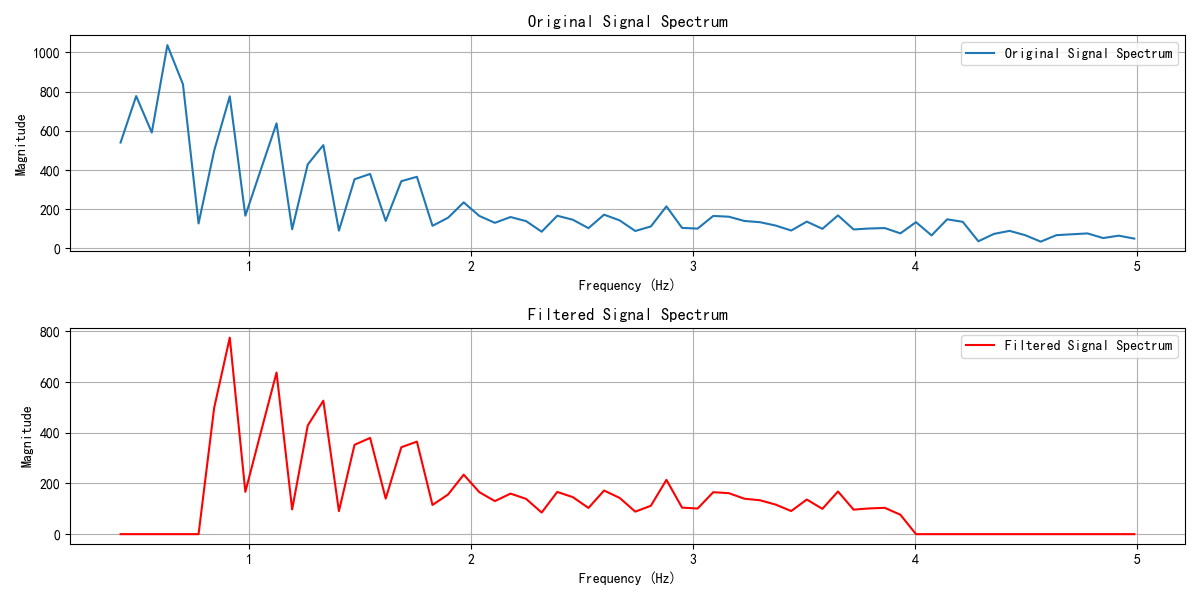 Original Signal Spectrum
Original Signal Spectrum
1000
800
600
400
200
0
Magnitude
1 2 3 4 5
Frequency (Hz)
Filtered Signal Spectrum
Filtered Signal Spectrum
800
600
400
200
0
Magnitude
1 2 3 4 5
Frequency (Hz)